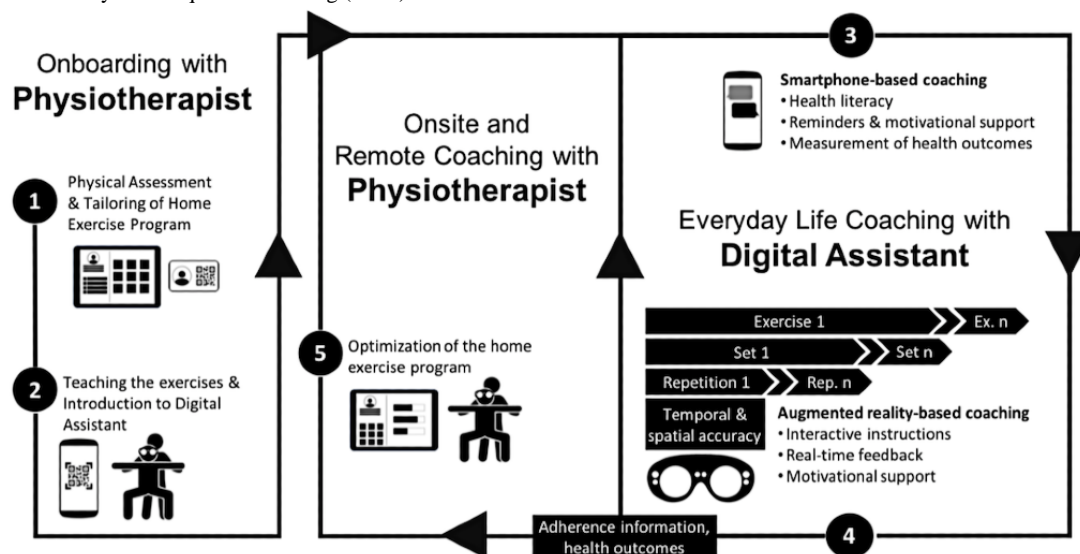 Onboarding with
Physiotherapist
1
Physical Assessment
& Tailoring of Home
Exercise Program
2
Teaching the exercises &
Introduction to Digital
Assistant
Onsite and
Remote Coaching with
Physiotherapist
5
Optimization of the home
exercise program
3
Smartphone-based coaching
• Health literacy
• Reminders & motivational support
• Measurement of health outcomes
Everyday Life Coaching with
Digital Assistant
Exercise 1 Ex. n
Set 1 Set n
Repetition 1 Rep. n
Temporal &
spatial accuracy
Augmented reality-based coaching
• Interactive instructions
• Real-time feedback
• Motivational support
4
Adherence information,
health outcomes